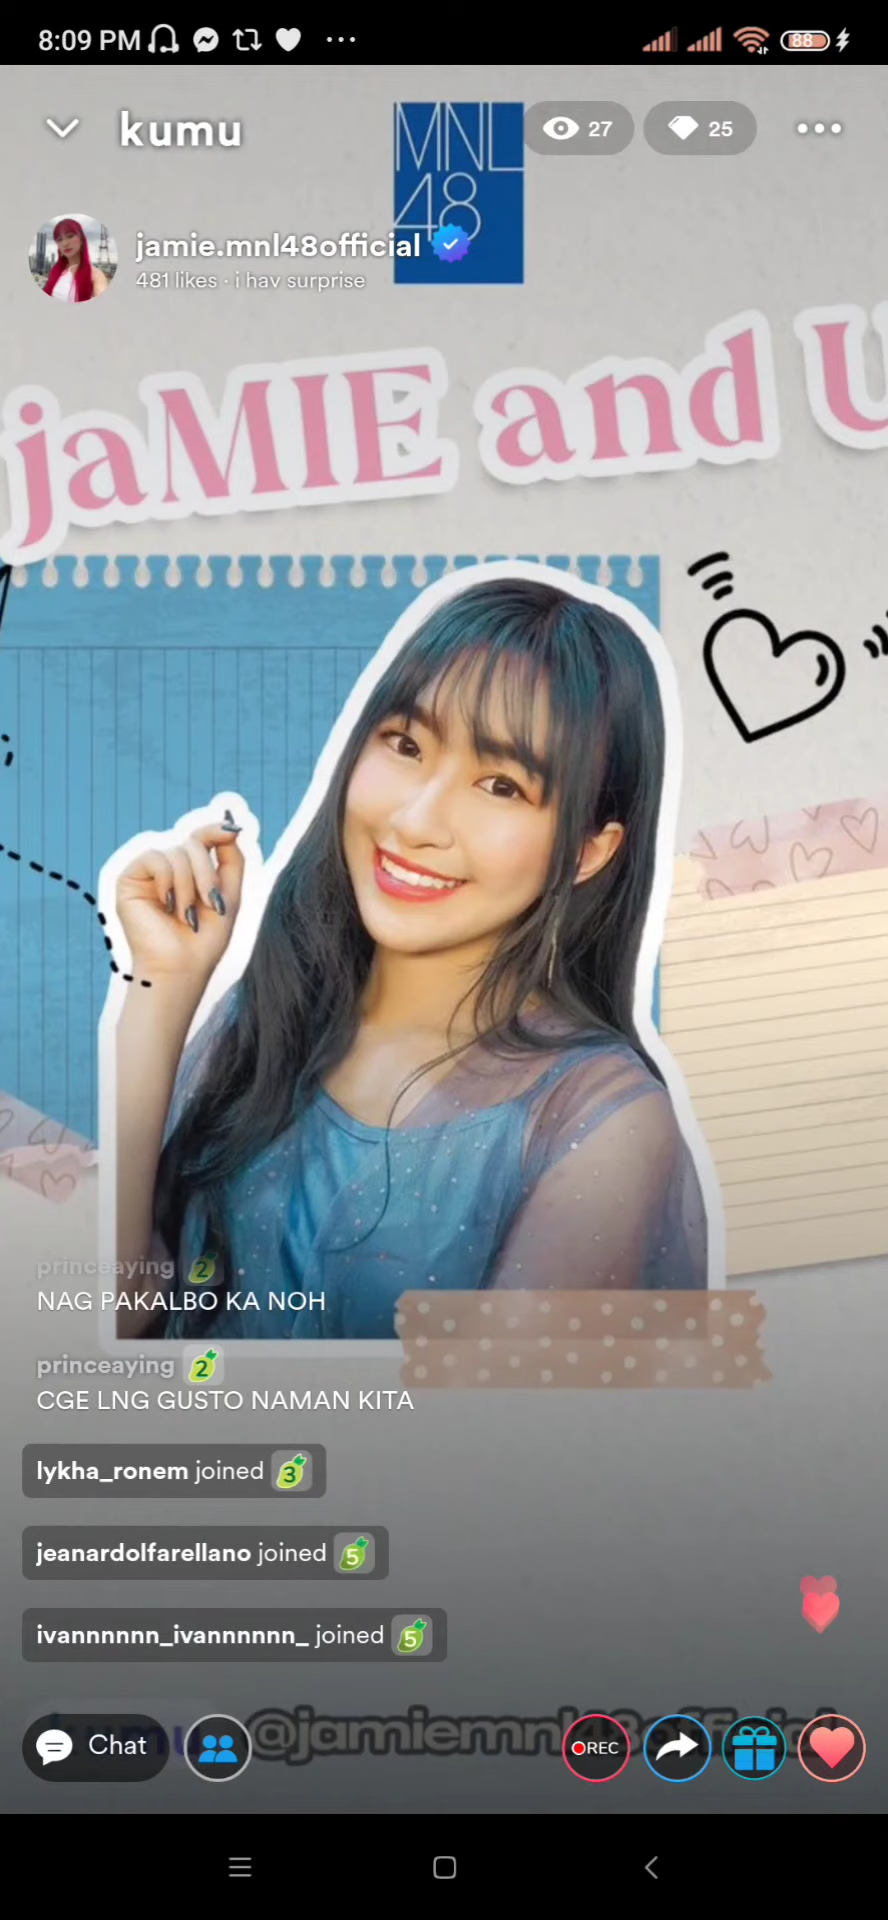 8:09 PM
88
kumu
MNL
48
27
25
jamie.mnl48official
481 likes · i hav surprise
jaMIE and U
princeaying 2
NAG PAKALBO KA NOH
princeaying 2
CGE LNG GUSTO NAMAN KITA
lykha_ronem joined 3
jeanardolfarellano joined 5
ivannnnnn_ivannnnnn_ joined 5
kumu @jamiemnl48official
Chat
REC